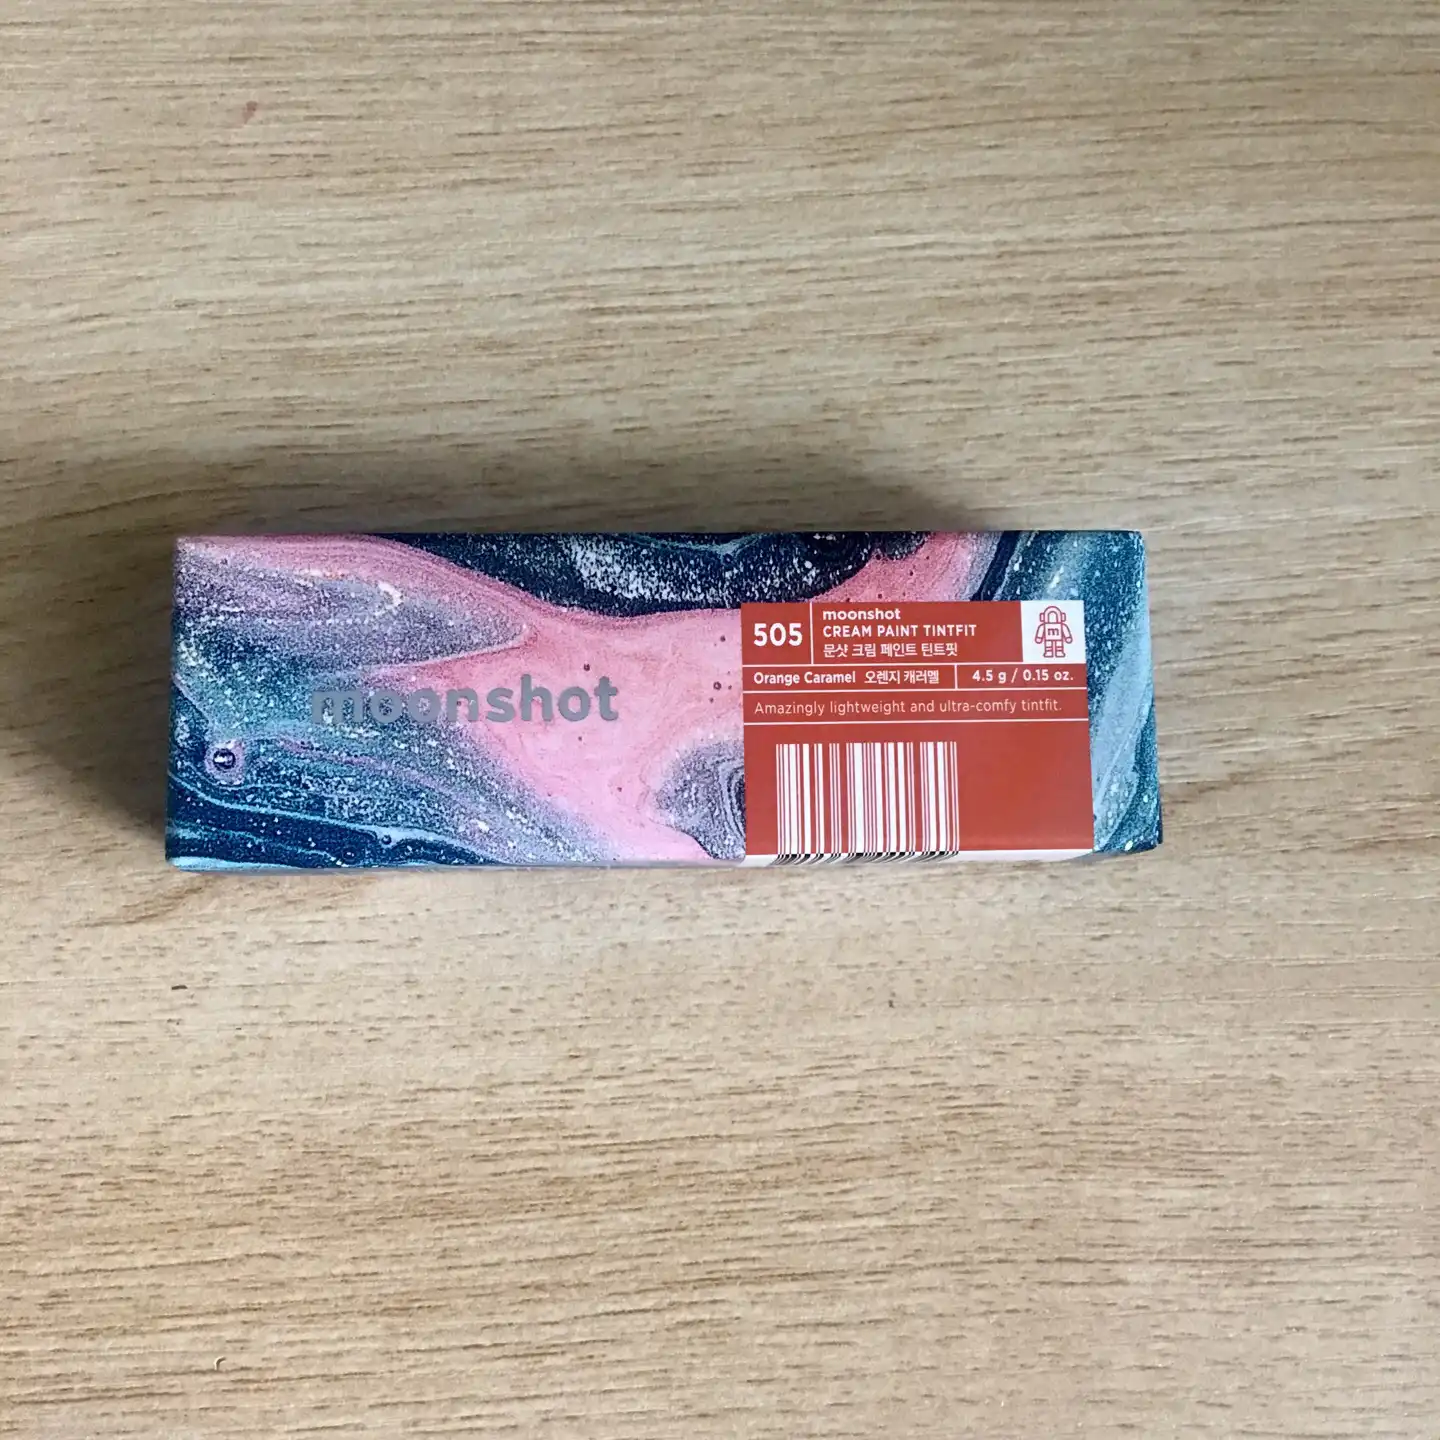 moonshot
505
moonshot
CREAM PAINT TINTFIT
문샷 크림 페인트 틴트핏
m
Orange Caramel 오렌지 캐러멜
4.5 g / 0.15 oz.
Amazingly lightweight and ultra-comfy tintfit.